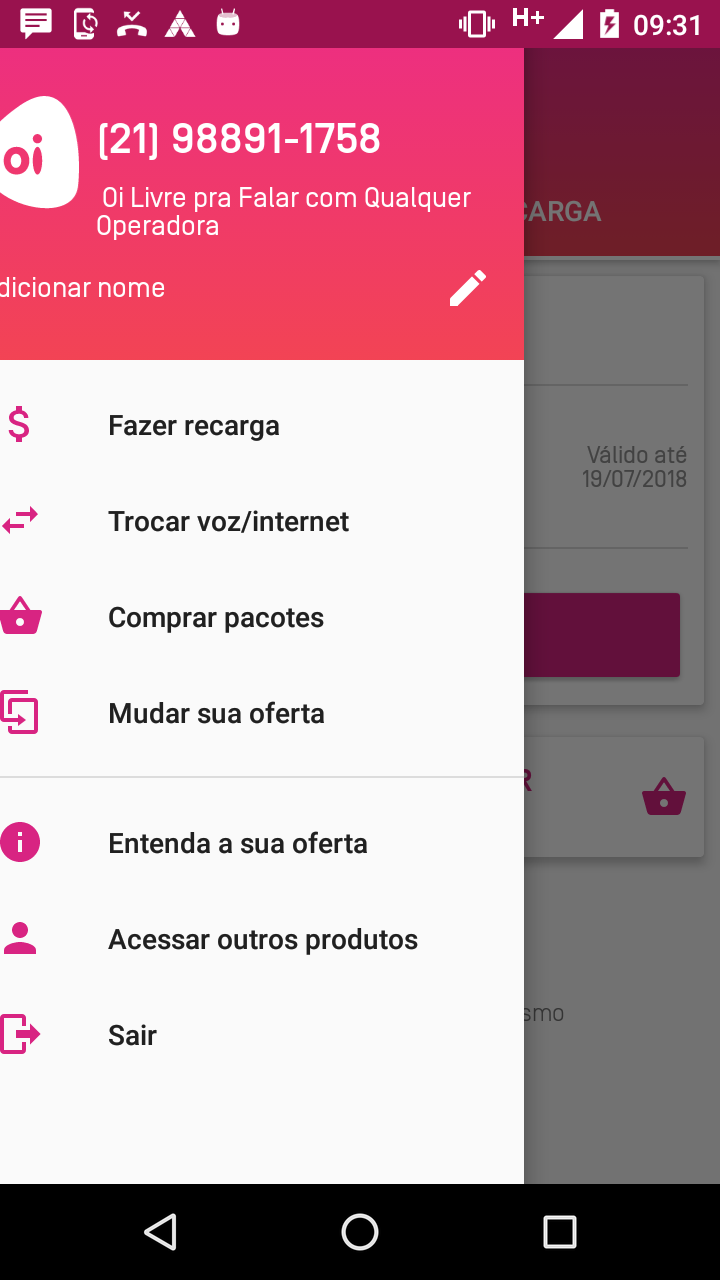 H+ 09:31
oi
(21) 98891-1758
Oi Livre pra Falar com Qualquer
Operadora
dicionar nome
CARGA
Fazer recarga
Válido até
19/07/2018
Trocar voz/internet
Comprar pacotes
Mudar sua oferta
R
Entenda a sua oferta
Acessar outros produtos
smo
Sair